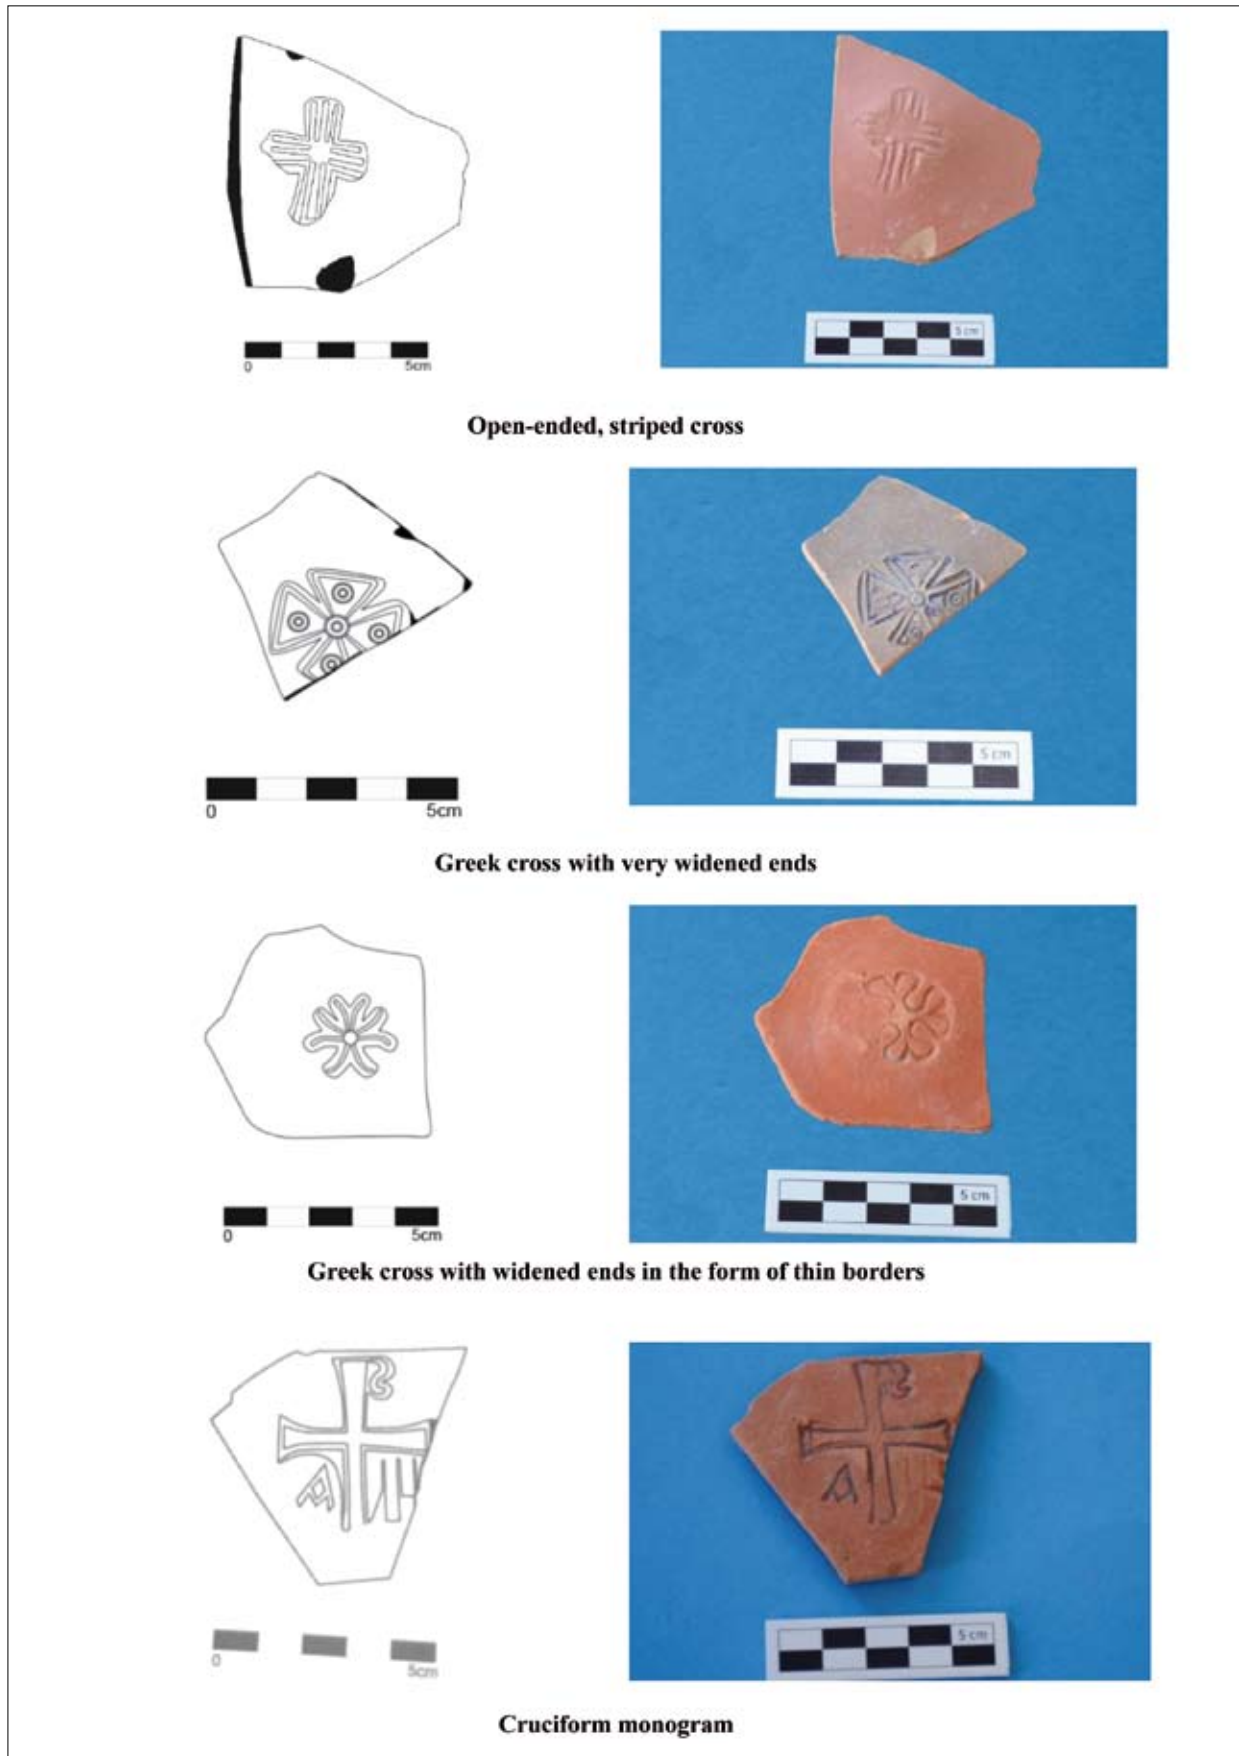 0 5cm
5 cm
Open-ended, striped cross
0 5cm
5 cm
Greek cross with very widened ends
0 5cm
5 cm
Greek cross with widened ends in the form of thin borders
Α
0 5cm
5 cm
Cruciform monogram